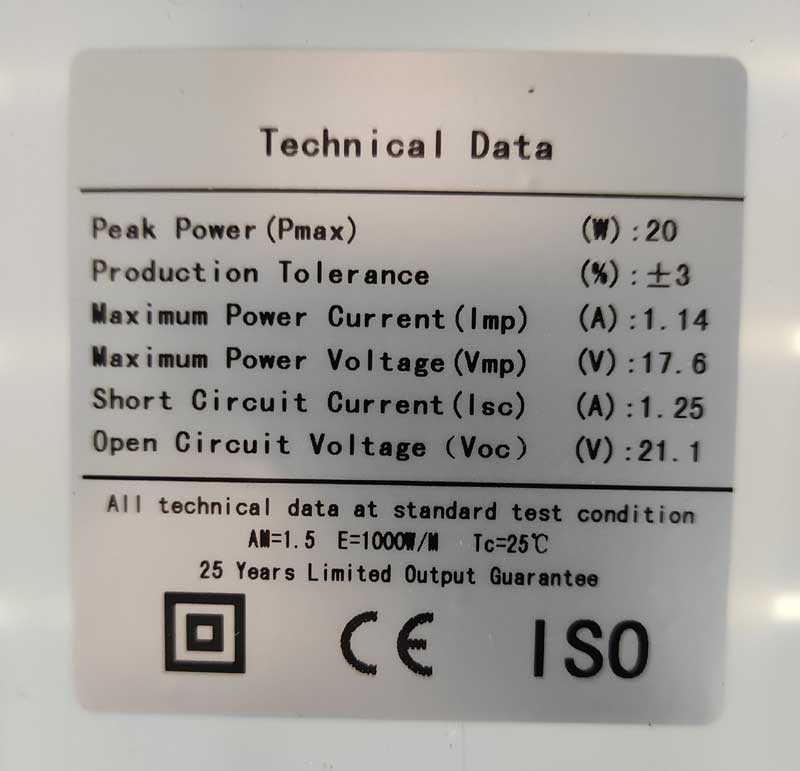 Technical Data
Peak Power(Pmax) (W):20
Production Tolerance (%):±3
Maximum Power Current(Imp) (A):1.14
Maximum Power Voltage(Vmp) (V):17.6
Short Circuit Current(Isc) (A):1.25
Open Circuit Voltage (Voc) (V):21.1
All technical data at standard test condition
AM=1.5 E=1000W/M Tc=25℃
25 Years Limited Output Guarantee
CE ISO